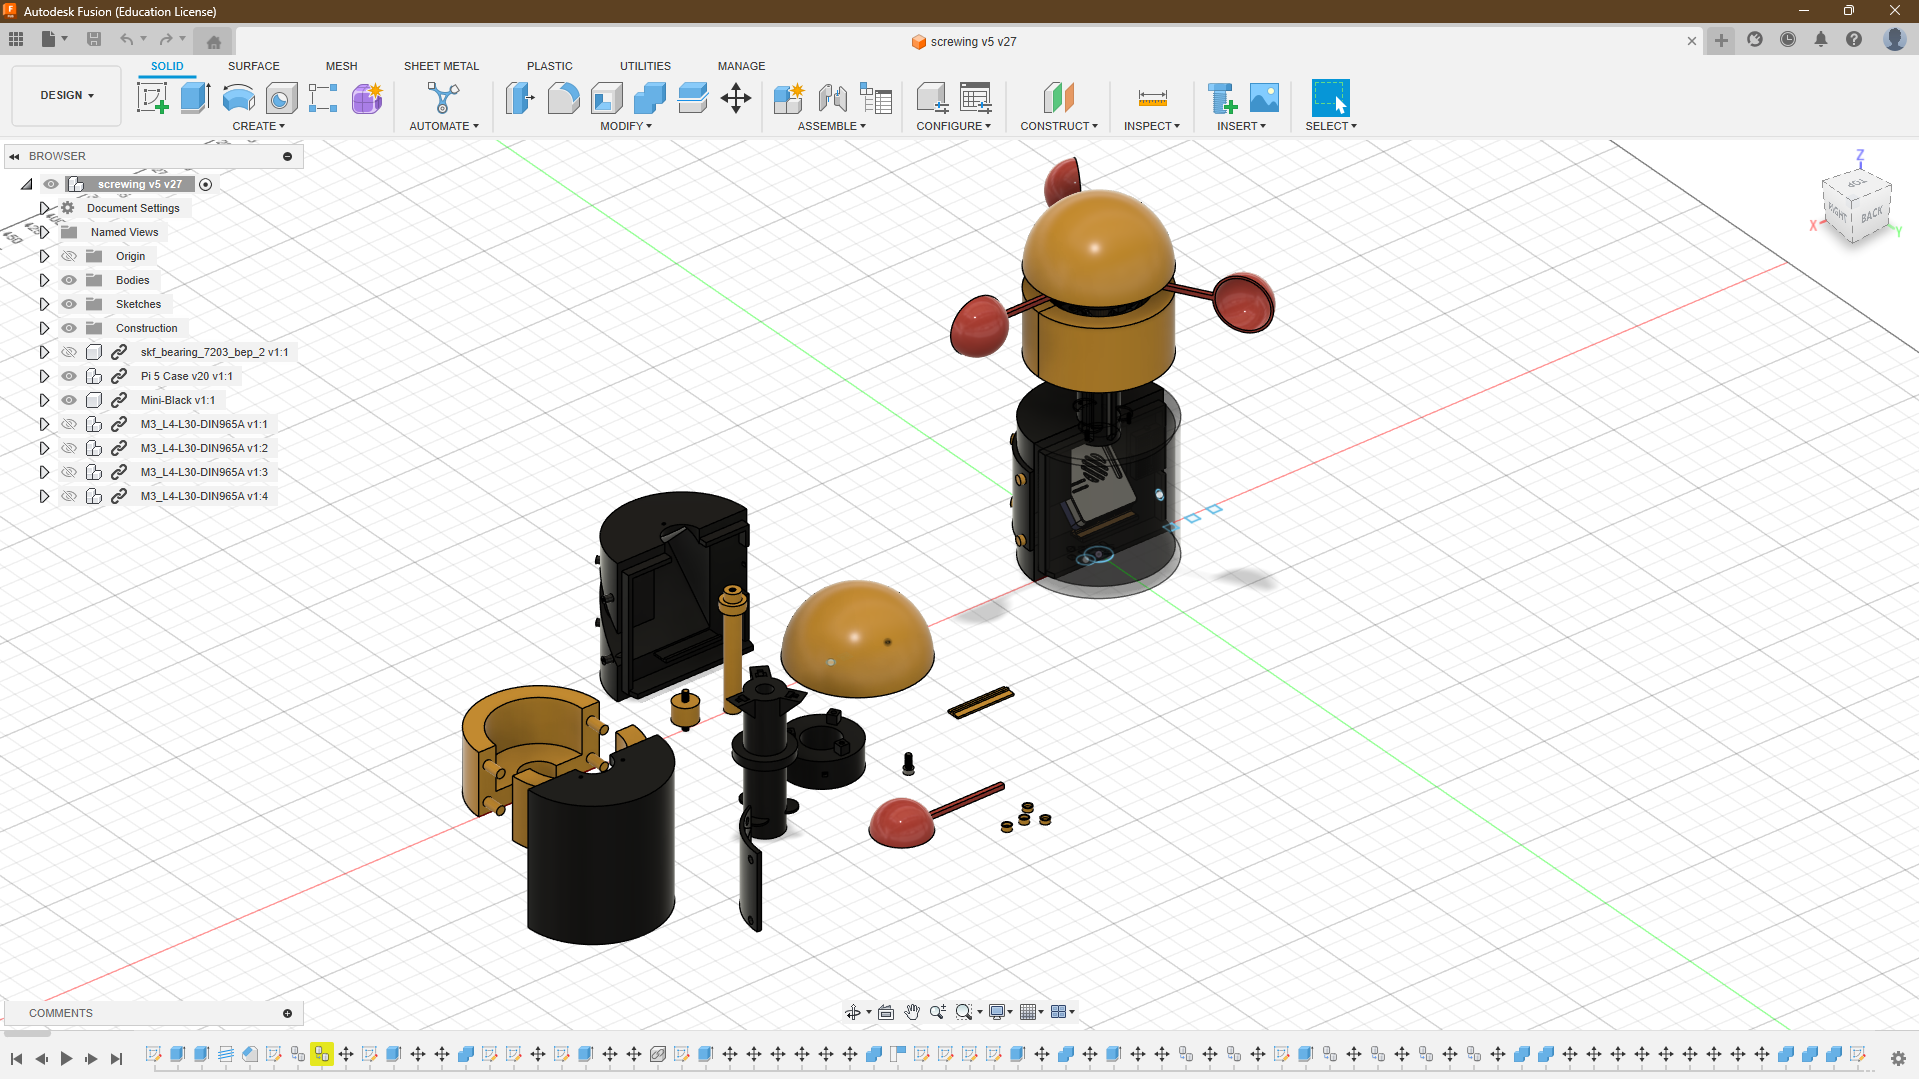 Autodesk Fusion (Education License)
screwing v5 v27
SOLID SURFACE MESH SHEET METAL PLASTIC UTILITIES MANAGE
DESIGN
CREATE AUTOMATE MODIFY ASSEMBLE CONFIGURE CONSTRUCT INSPECT INSERT SELECT
BROWSER
screwing v5 v27
Document Settings
Named Views
Origin
Bodies
Sketches
Construction
skf_bearing_7203_bep_2 v1:1
Pi 5 Case v20 v1:1
Mini-Black v1:1
M3_L4-L30-DIN965A v1:1
M3_L4-L30-DIN965A v1:2
M3_L4-L30-DIN965A v1:3
M3_L4-L30-DIN965A v1:4
Z
TOP
RIGHT BACK
X Y
COMMENTS